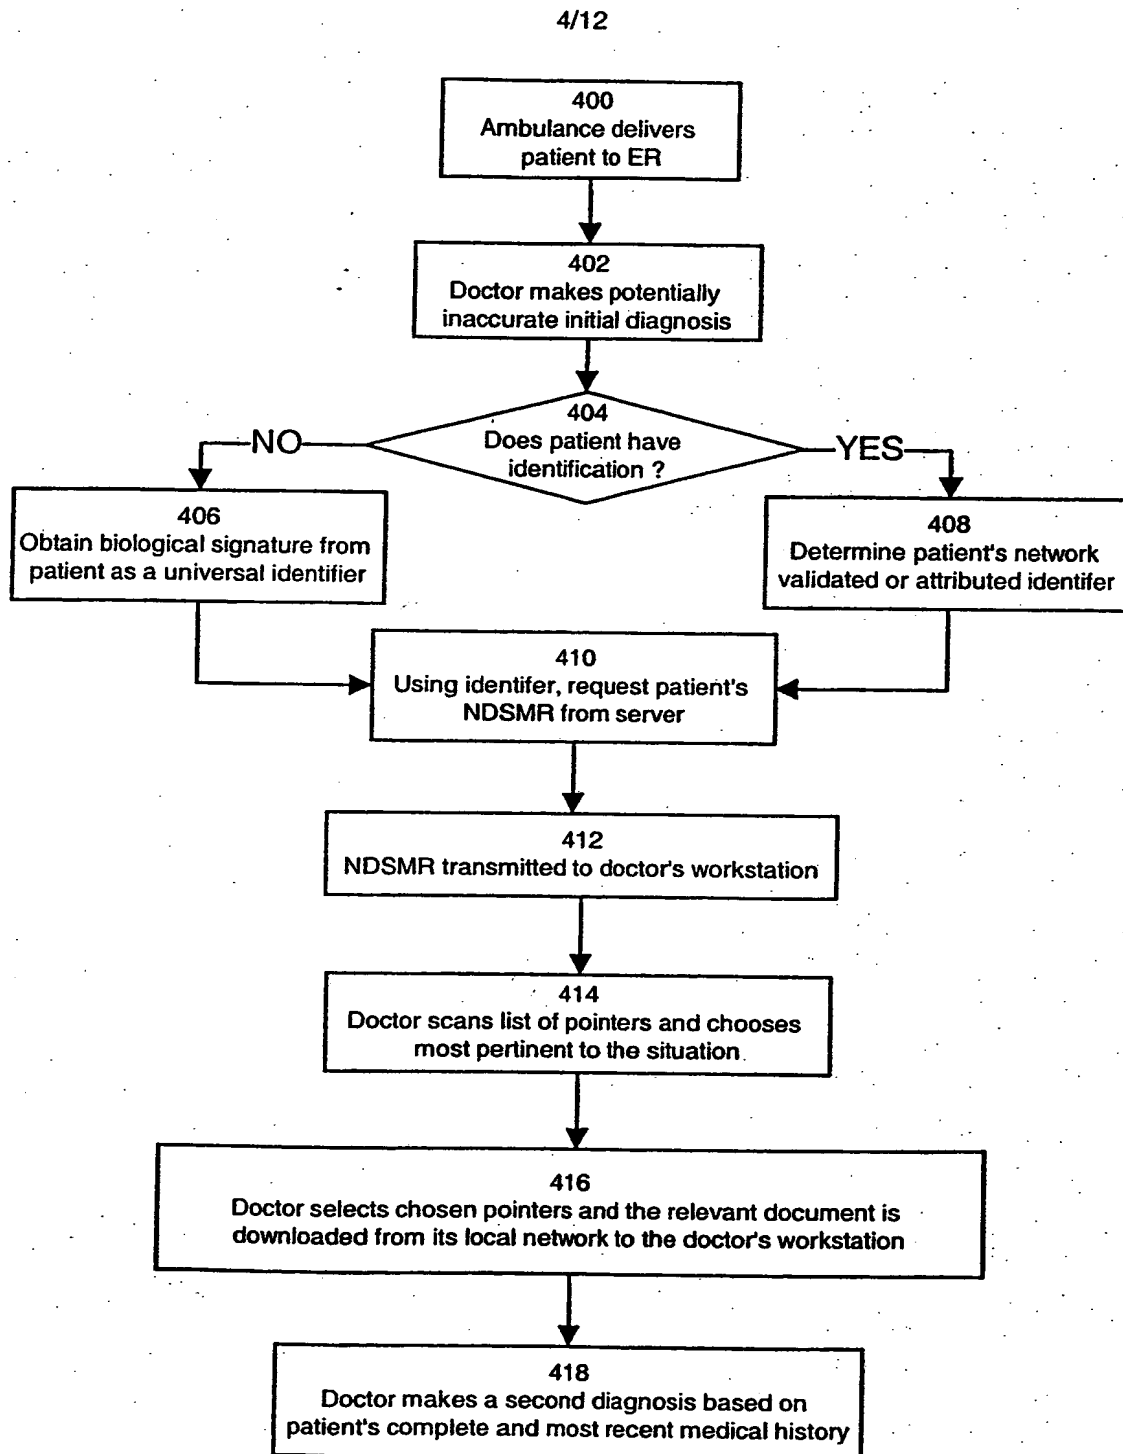 4/12
400
Ambulance delivers
patient to ER
402
Doctor makes potentially
inaccurate initial diagnosis
404
Does patient have
identification ?
NO
YES
406
Obtain biological signature from
patient as a universal identifier
408
Determine patient's network
validated or attributed identifer
410
Using identifer, request patient's
NDSMR from server
412
NDSMR transmitted to doctor's workstation
414
Doctor scans list of pointers and chooses
most pertinent to the situation
416
Doctor selects chosen pointers and the relevant document is
downloaded from its local network to the doctor's workstation
418
Doctor makes a second diagnosis based on
patient's complete and most recent medical history